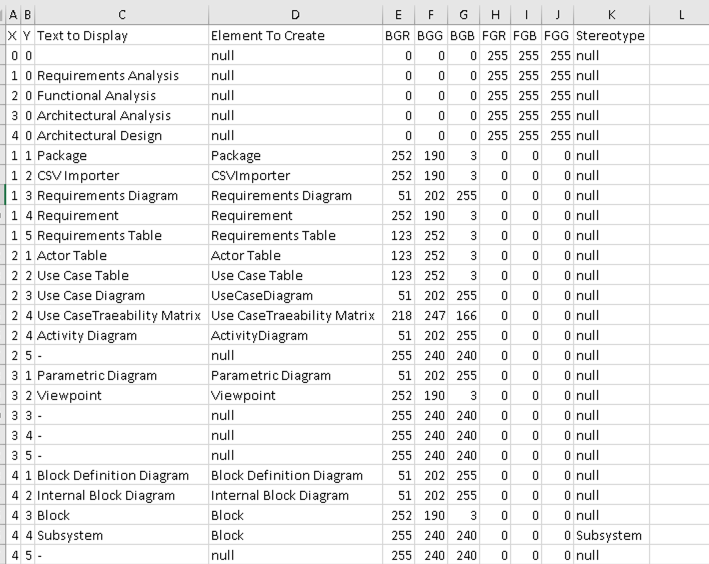 A B C D E F G H I J K L
X Y Text to Display Element To Create BGR BGG BGB FGR FGB FGG Stereotype
0 0 null 0 0 0 255 255 255 null
1 0 Requirements Analysis null 0 0 0 255 255 255 null
2 0 Functional Analysis null 0 0 0 255 255 255 null
3 0 Architectural Analysis null 0 0 0 255 255 255 null
4 0 Architectural Design null 0 0 0 255 255 255 null
1 1 Package Package 252 190 3 0 0 0 null
1 2 CSV Importer CSVImporter 252 190 3 0 0 0 null
1 3 Requirements Diagram Requirements Diagram 51 202 255 0 0 0 null
1 4 Requirement Requirement 252 190 3 0 0 0 null
1 5 Requirements Table Requirements Table 123 252 3 0 0 0 null
2 1 Actor Table Actor Table 123 252 3 0 0 0 null
2 2 Use Case Table Use Case Table 123 252 3 0 0 0 null
2 3 Use Case Diagram UseCaseDiagram 51 202 255 0 0 0 null
2 4 Use CaseTraeability Matrix Use CaseTraeability Matrix 218 247 166 0 0 0 null
2 4 Activity Diagram ActivityDiagram 51 202 255 0 0 0 null
2 5 - null 255 240 240 0 0 0 null
3 1 Parametric Diagram Parametric Diagram 51 202 255 0 0 0 null
3 2 Viewpoint Viewpoint 252 190 3 0 0 0 null
3 3 - null 255 240 240 0 0 0 null
3 4 - null 255 240 240 0 0 0 null
3 5 - null 255 240 240 0 0 0 null
4 1 Block Definition Diagram Block Definition Diagram 51 202 255 0 0 0 null
4 2 Internal Block Diagram Internal Block Diagram 51 202 255 0 0 0 null
4 3 Block Block 252 190 3 0 0 0 null
4 4 Subsystem Block 255 240 240 0 0 0 Subsystem
4 5 - null 255 240 240 0 0 0 null